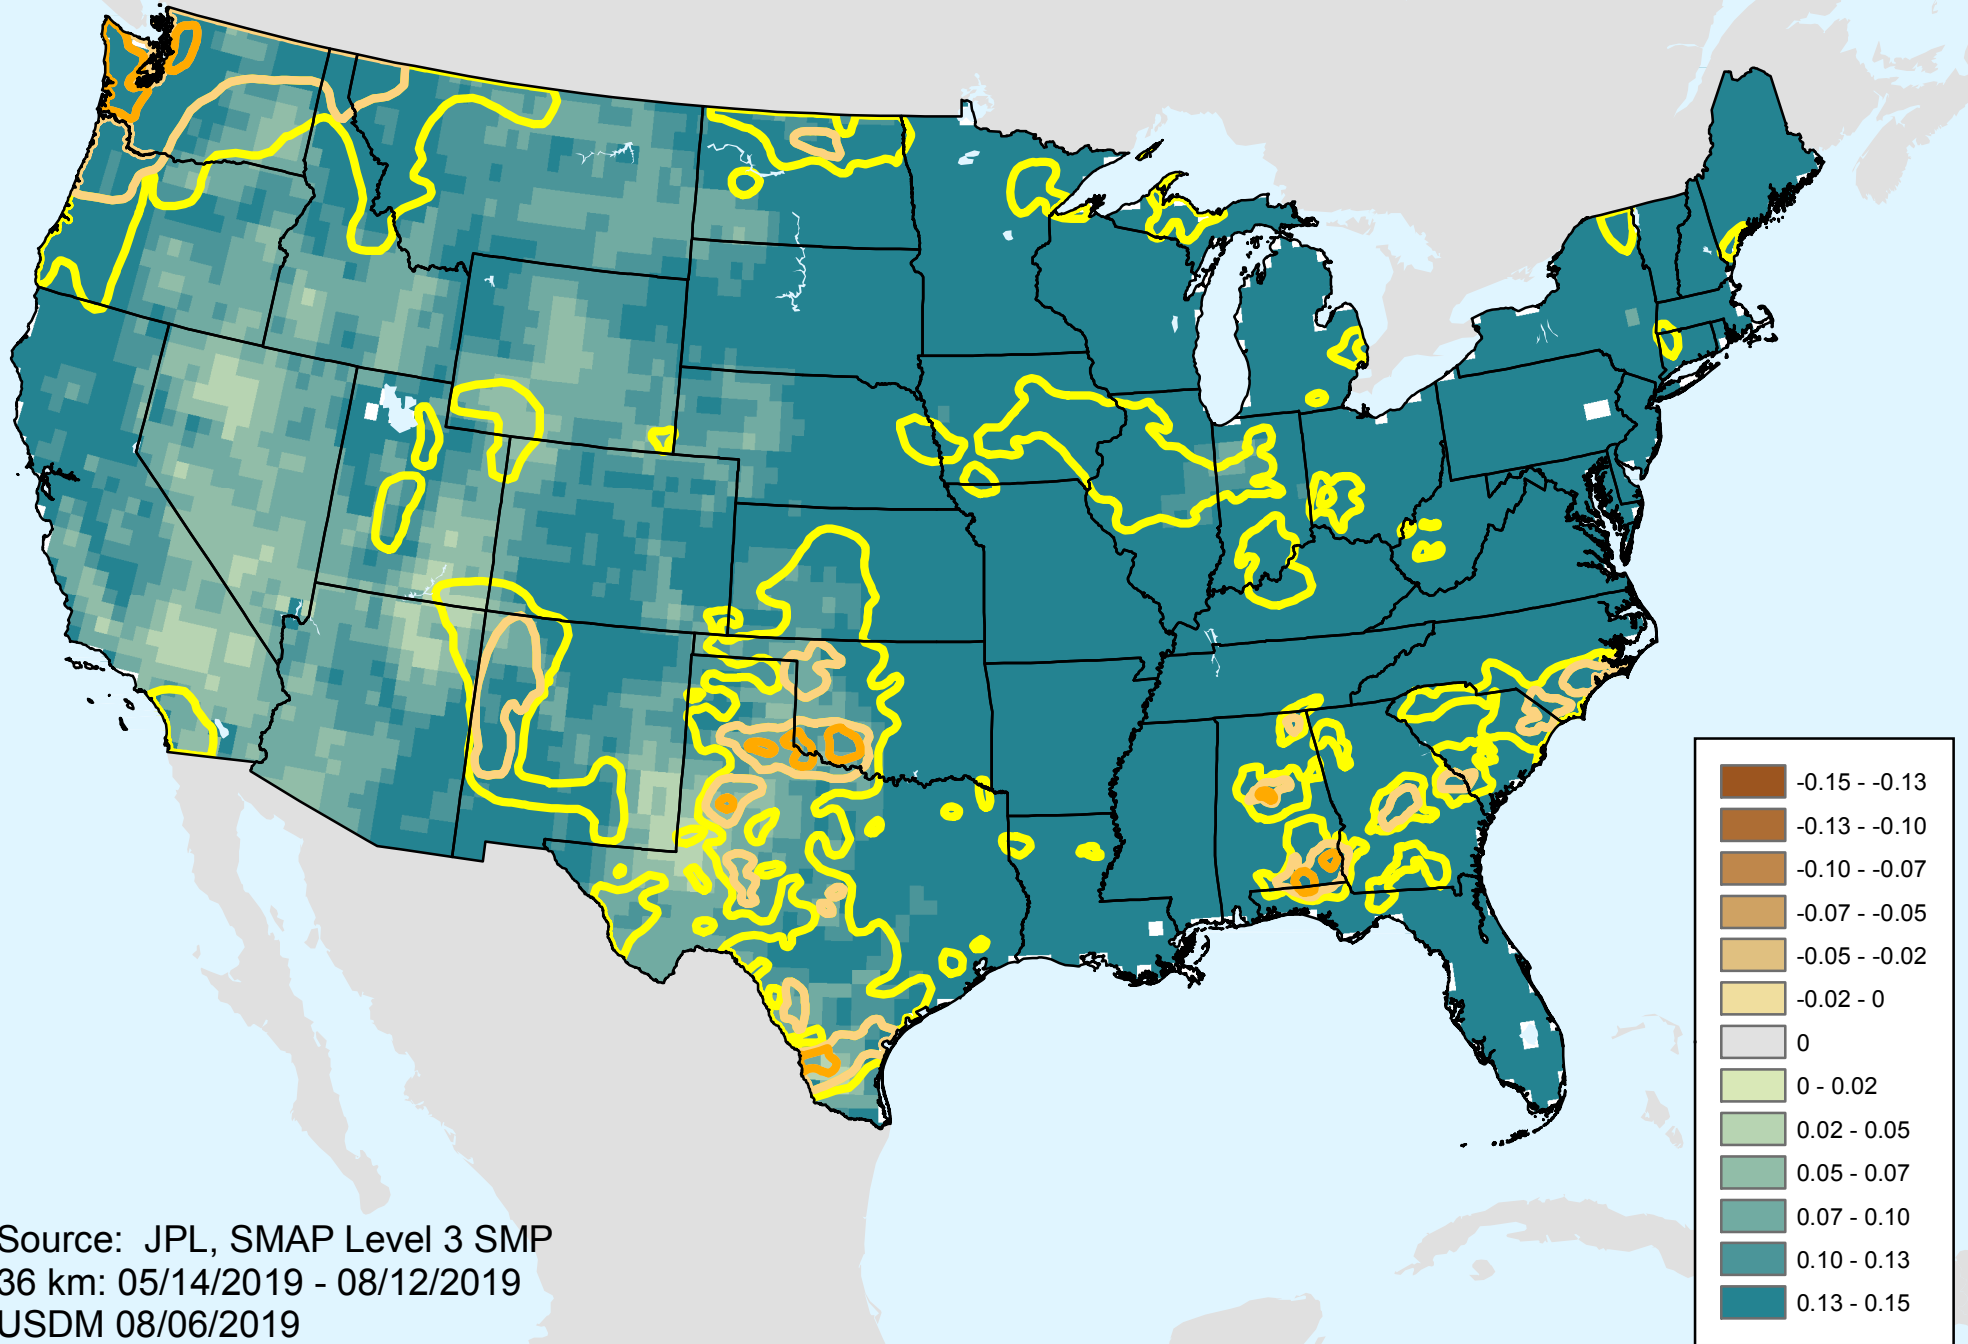 -0.15 - -0.13
-0.13 - -0.10
-0.10 - -0.07
-0.07 - -0.05
-0.05 - -0.02
-0.02 - 0
0
0 - 0.02
0.02 - 0.05
0.05 - 0.07
0.07 - 0.10
0.10 - 0.13
0.13 - 0.15
Source: JPL, SMAP Level 3 SMP
36 km: 05/14/2019 - 08/12/2019
USDM 08/06/2019